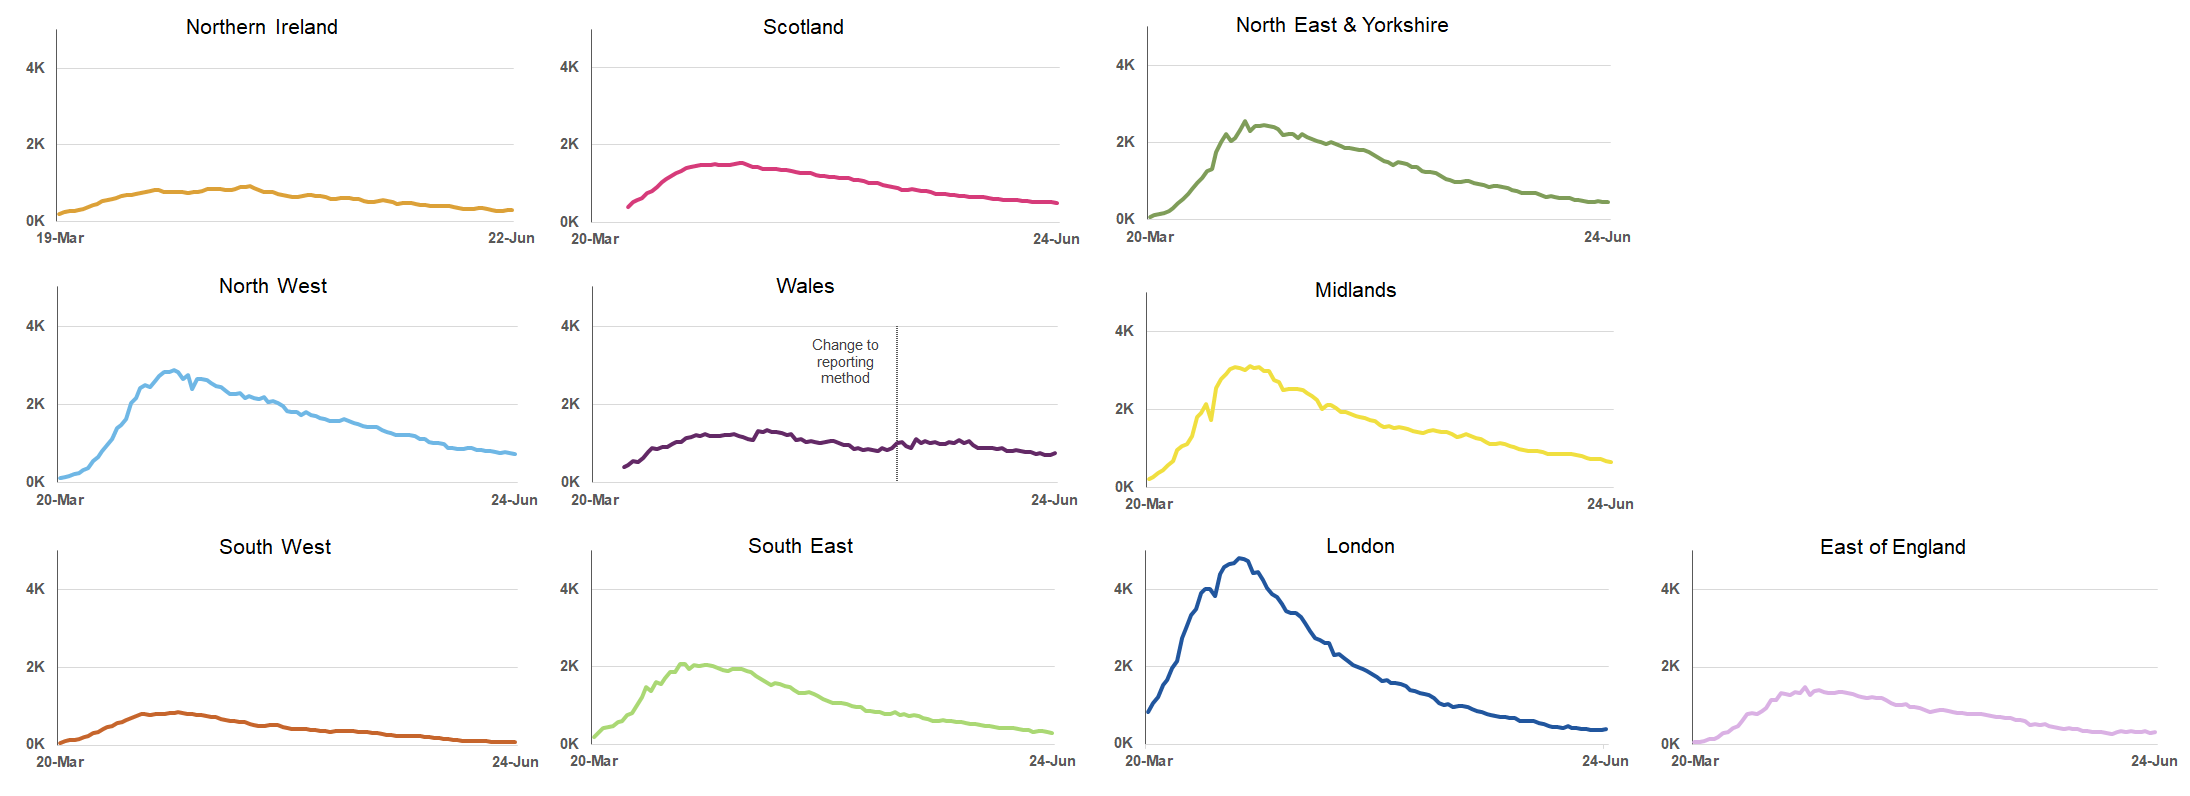 Northern Ireland
4K
2K
0K
19-Mar
22-Jun
Scotland
4K
2K
0K
20-Mar
24-Jun
North East & Yorkshire
4K
2K
0K
20-Mar
24-Jun
North West
4K
2K
0K
20-Mar
24-Jun
Wales
4K
2K
0K
Change to
reporting
method
20-Mar
24-Jun
Midlands
4K
2K
0K
20-Mar
24-Jun
South West
4K
2K
0K
20-Mar
24-Jun
South East
4K
2K
0K
20-Mar
24-Jun
London
4K
2K
0K
20-Mar
24-Jun
East of England
4K
2K
0K
20-Mar
24-Jun